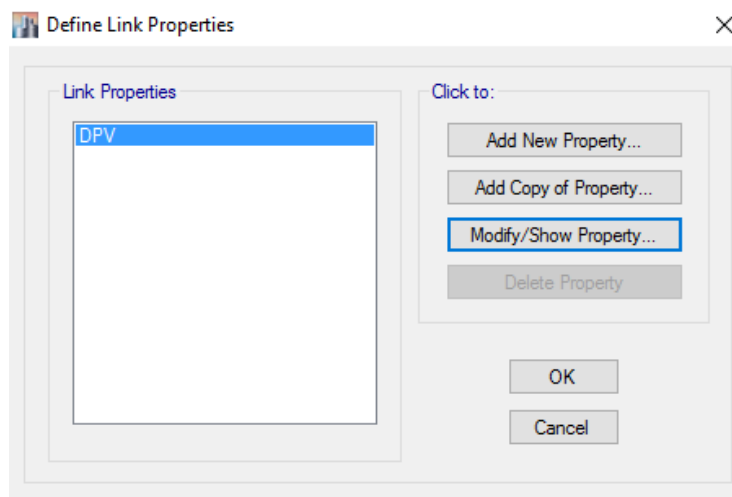 Define Link Properties
Link Properties
DPV
Click to:
Add New Property...
Add Copy of Property...
Modify/Show Property...
Delete Property
OK
Cancel